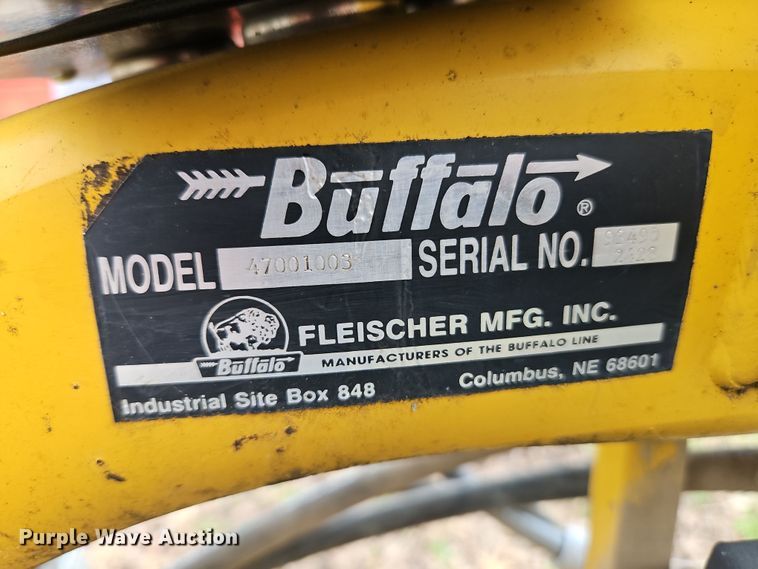 Buffalo ®
MODEL 47001003 SERIAL NO.
FLEISCHER MFG. INC.
MANUFACTURERS OF THE BUFFALO LINE
Buffalo
Industrial Site Box 848 Columbus, NE 68601
Purple Wave Auction